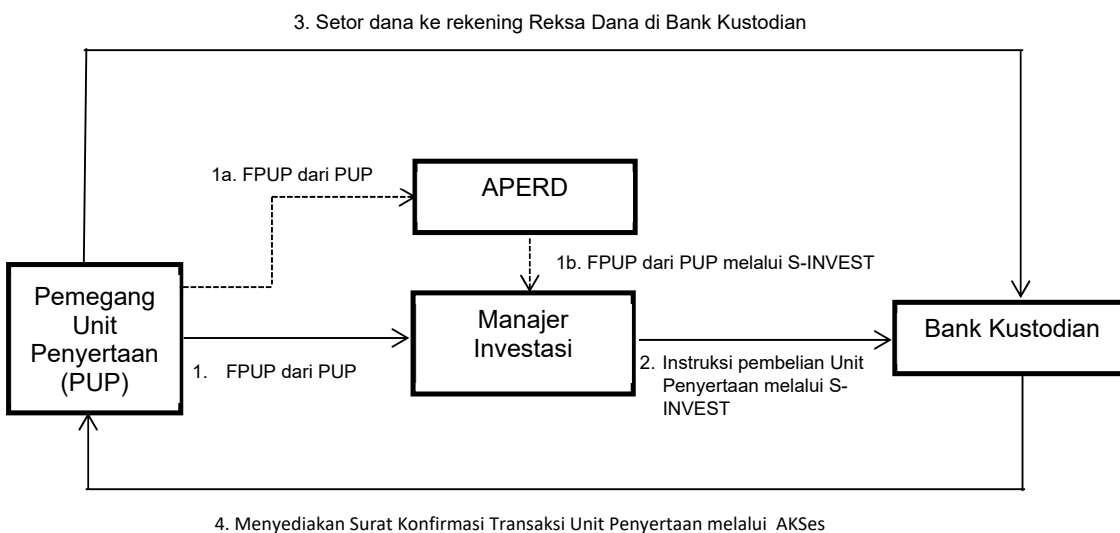 3. Setor dana ke rekening Reksa Dana di Bank Kustodian
1a. FPUP dari PUP
APERD
1b. FPUP dari PUP melalui S-INVEST
Pemegang
Unit
Penyertaan
(PUP)
1. FPUP dari PUP
Manajer
Investasi
2. Instruksi pembelian Unit
Penyertaan melalui S-
INVEST
Bank Kustodian
4. Menyediakan Surat Konfirmasi Transaksi Unit Penyertaan melalui AKSes